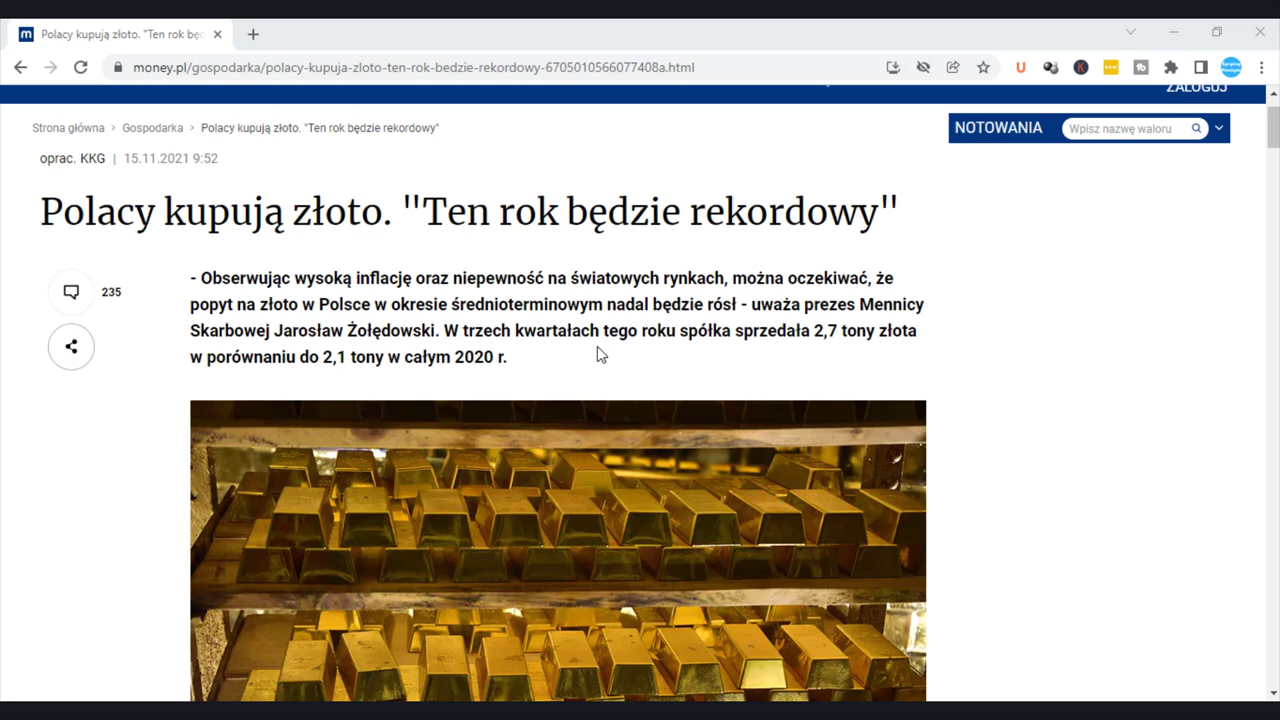 m Polacy kupują złoto. "Ten rok będ
money.pl/gospodarka/polacy-kupuja-zloto-ten-rok-bedzie-rekordowy-6705010566077408a.html
ZALOGUJ
Strona główna > Gospodarka > Polacy kupują złoto. "Ten rok będzie rekordowy"
NOTOWANIA Wpisz nazwę waloru
oprac. KKG | 15.11.2021 9:52
Polacy kupują złoto. "Ten rok będzie rekordowy"
- Obserwując wysoką inflację oraz niepewność na światowych rynkach, można oczekiwać, że
popyt na złoto w Polsce w okresie średnioterminowym nadal będzie rósł - uważa prezes Mennicy
Skarbowej Jarosław Żołędowski. W trzech kwartałach tego roku spółka sprzedała 2,7 tony złota
w porównaniu do 2,1 tony w całym 2020 r.
235